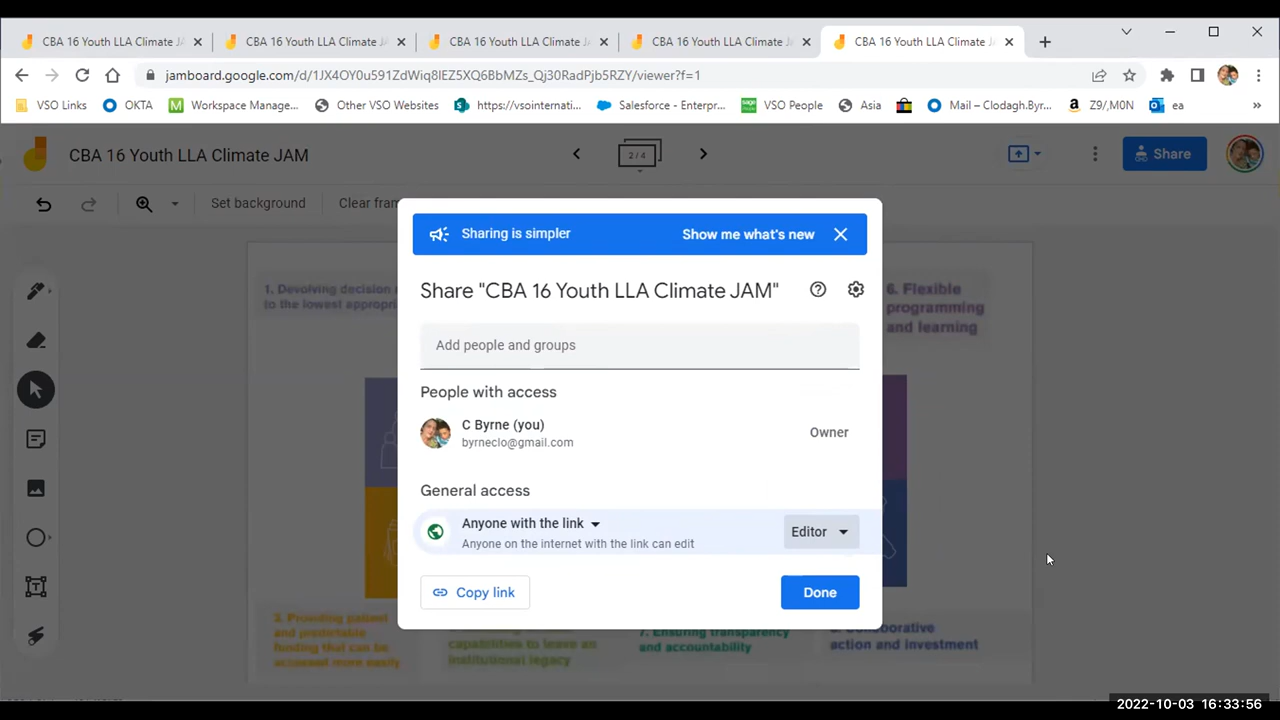 CBA 16 Youth LLA Climate JA
CBA 16 Youth LLA Climate JA
CBA 16 Youth LLA Climate JA
CBA 16 Youth LLA Climate JA
CBA 16 Youth LLA Climate JA
jamboard.google.com/d/1JX4OY0u591ZdWiq8IEZ5XQ6BbMZs_Qj30RadPjb5RZY/viewer?f=1
VSO Links
OKTA
Workspace Manage...
Other VSO Websites
https://vsointernati...
Salesforce - Enterpr...
VSO People
Asia
Mail – Clodagh.Byr...
Z9/,M0N
ea
CBA 16 Youth LLA Climate JAM
2 / 4
Share
Set background
Clear fram
Sharing is simpler
Show me what's new
Share "CBA 16 Youth LLA Climate JAM"
Add people and groups
People with access
C Byrne (you)
byrneclo@gmail.com
Owner
General access
Anyone with the link
Anyone on the internet with the link can edit
Editor
Copy link
Done
1. Devolving decision
to the lowest appropri
6. Flexible
programming
and learning
3. Providing patient
and predictable
funding that can be
accessed more easily
capabilities to leave an
institutional legacy
7. Ensuring transparency
and accountability
action and investment
2022-10-03 16:33:56